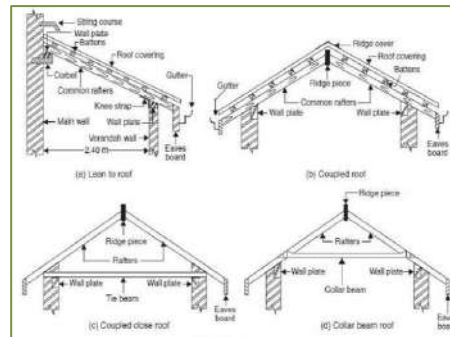 String course
Wall plate
Battens
Roof covering
Corbel
Common rafters
Gutter
Knee strap
Main wall
Wall plate
Verandah wall
2.40 m
Eaves
board
(a) Lean to roof
Ridge cover
Roof covering
Battens
Gutter
Ridge piece
Common rafters
Wall plate
Wall plate
Eaves
board
(b) Coupled roof
Ridge piece
Rafters
Wall plate
Wall plate
Tie beam
Eaves
board
(c) Coupled close roof
Ridge piece
Rafters
Wall plate
Wall plate
Collar beam
Eaves
board
(d) Collar beam roof